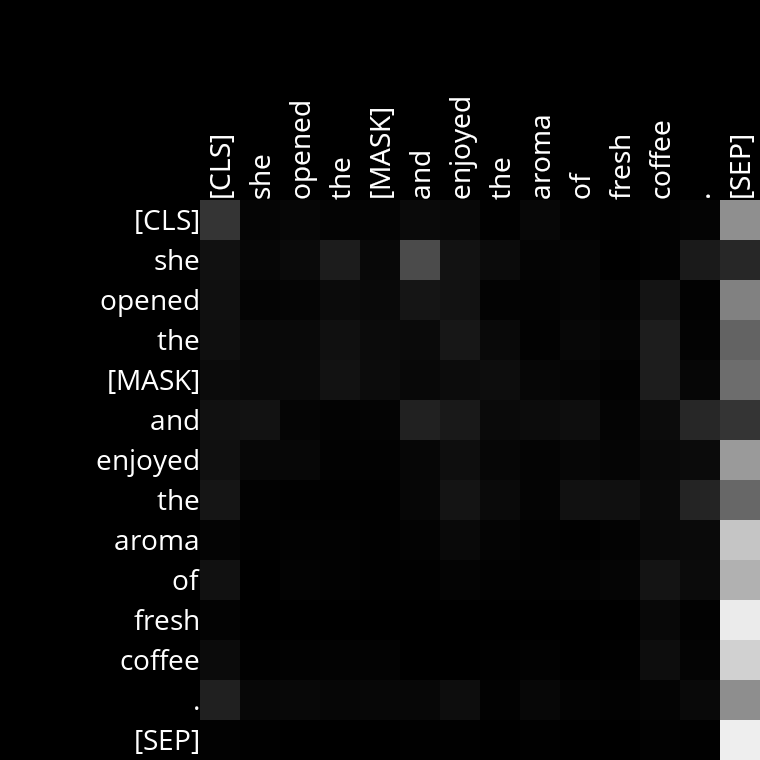 [CLS] she opened the [MASK] and enjoyed the aroma of fresh coffee . [SEP]
[CLS]
she
opened
the
[MASK]
and
enjoyed
the
aroma
of
fresh
coffee
.
[SEP]